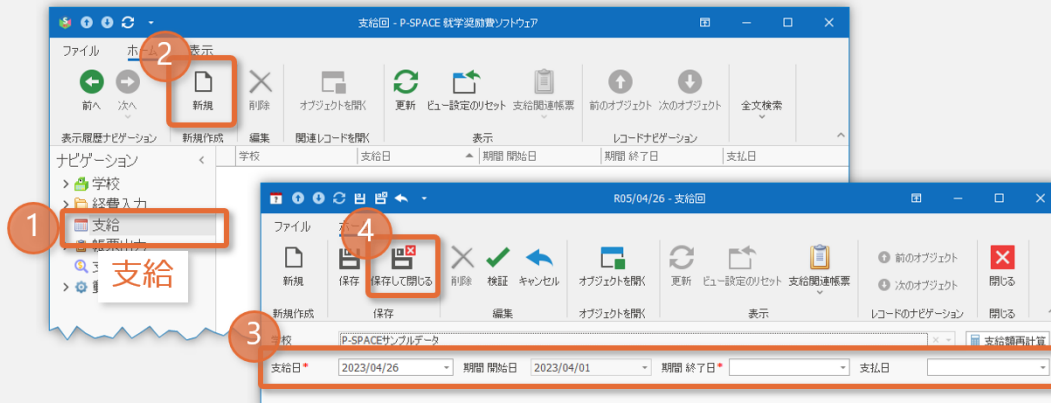 支給回 - P-SPACE 就学奨励費ソフトウェア
ファイル ホーム 表示
2
前へ 次へ 新規 削除 オブジェクトを開く 更新 ビュー設定のリセット 支給関連帳票 前のオブジェクト 次のオブジェクト 全文検索
表示履歴ナビゲーション 新規作成 編集 関連レコードを開く 表示 レコードナビゲーション
ナビゲーション
学校 支給日 期間 開始日 期間 終了日 支払日
学校
経費入力
1
支給
帳票出力
支給
R05/04/26 - 支給回
ファイル
4
新規 保存 保存して閉じる 削除 検証 キャンセル オブジェクトを開く 更新 ビュー設定のリセット 支給関連帳票 前のオブジェクト 次のオブジェクト 閉じる
新規作成 保存 編集 オブジェクトを開く 表示 レコードのナビゲーション 閉じる
3
学校 P-SPACEサンプルデータ 支給額再計算
支給日* 2023/04/26 期間 開始日 2023/04/01 期間 終了日* 支払日